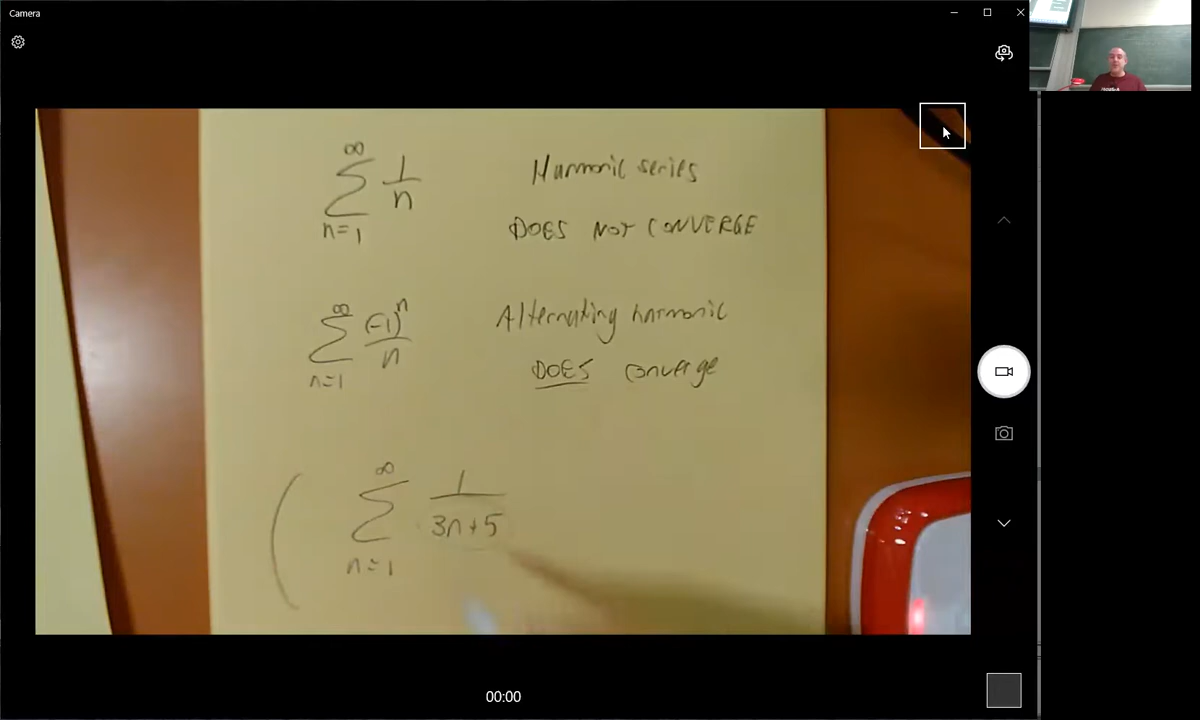 Camera
∞
∑ 1/n Harmonic series
n=1 DOES NOT CONVERGE
∞
∑ (-1)^n/n Alternating harmonic
n=1 DOES converge
∞
( ∑ 1/(3n+5)
n=1
00:00